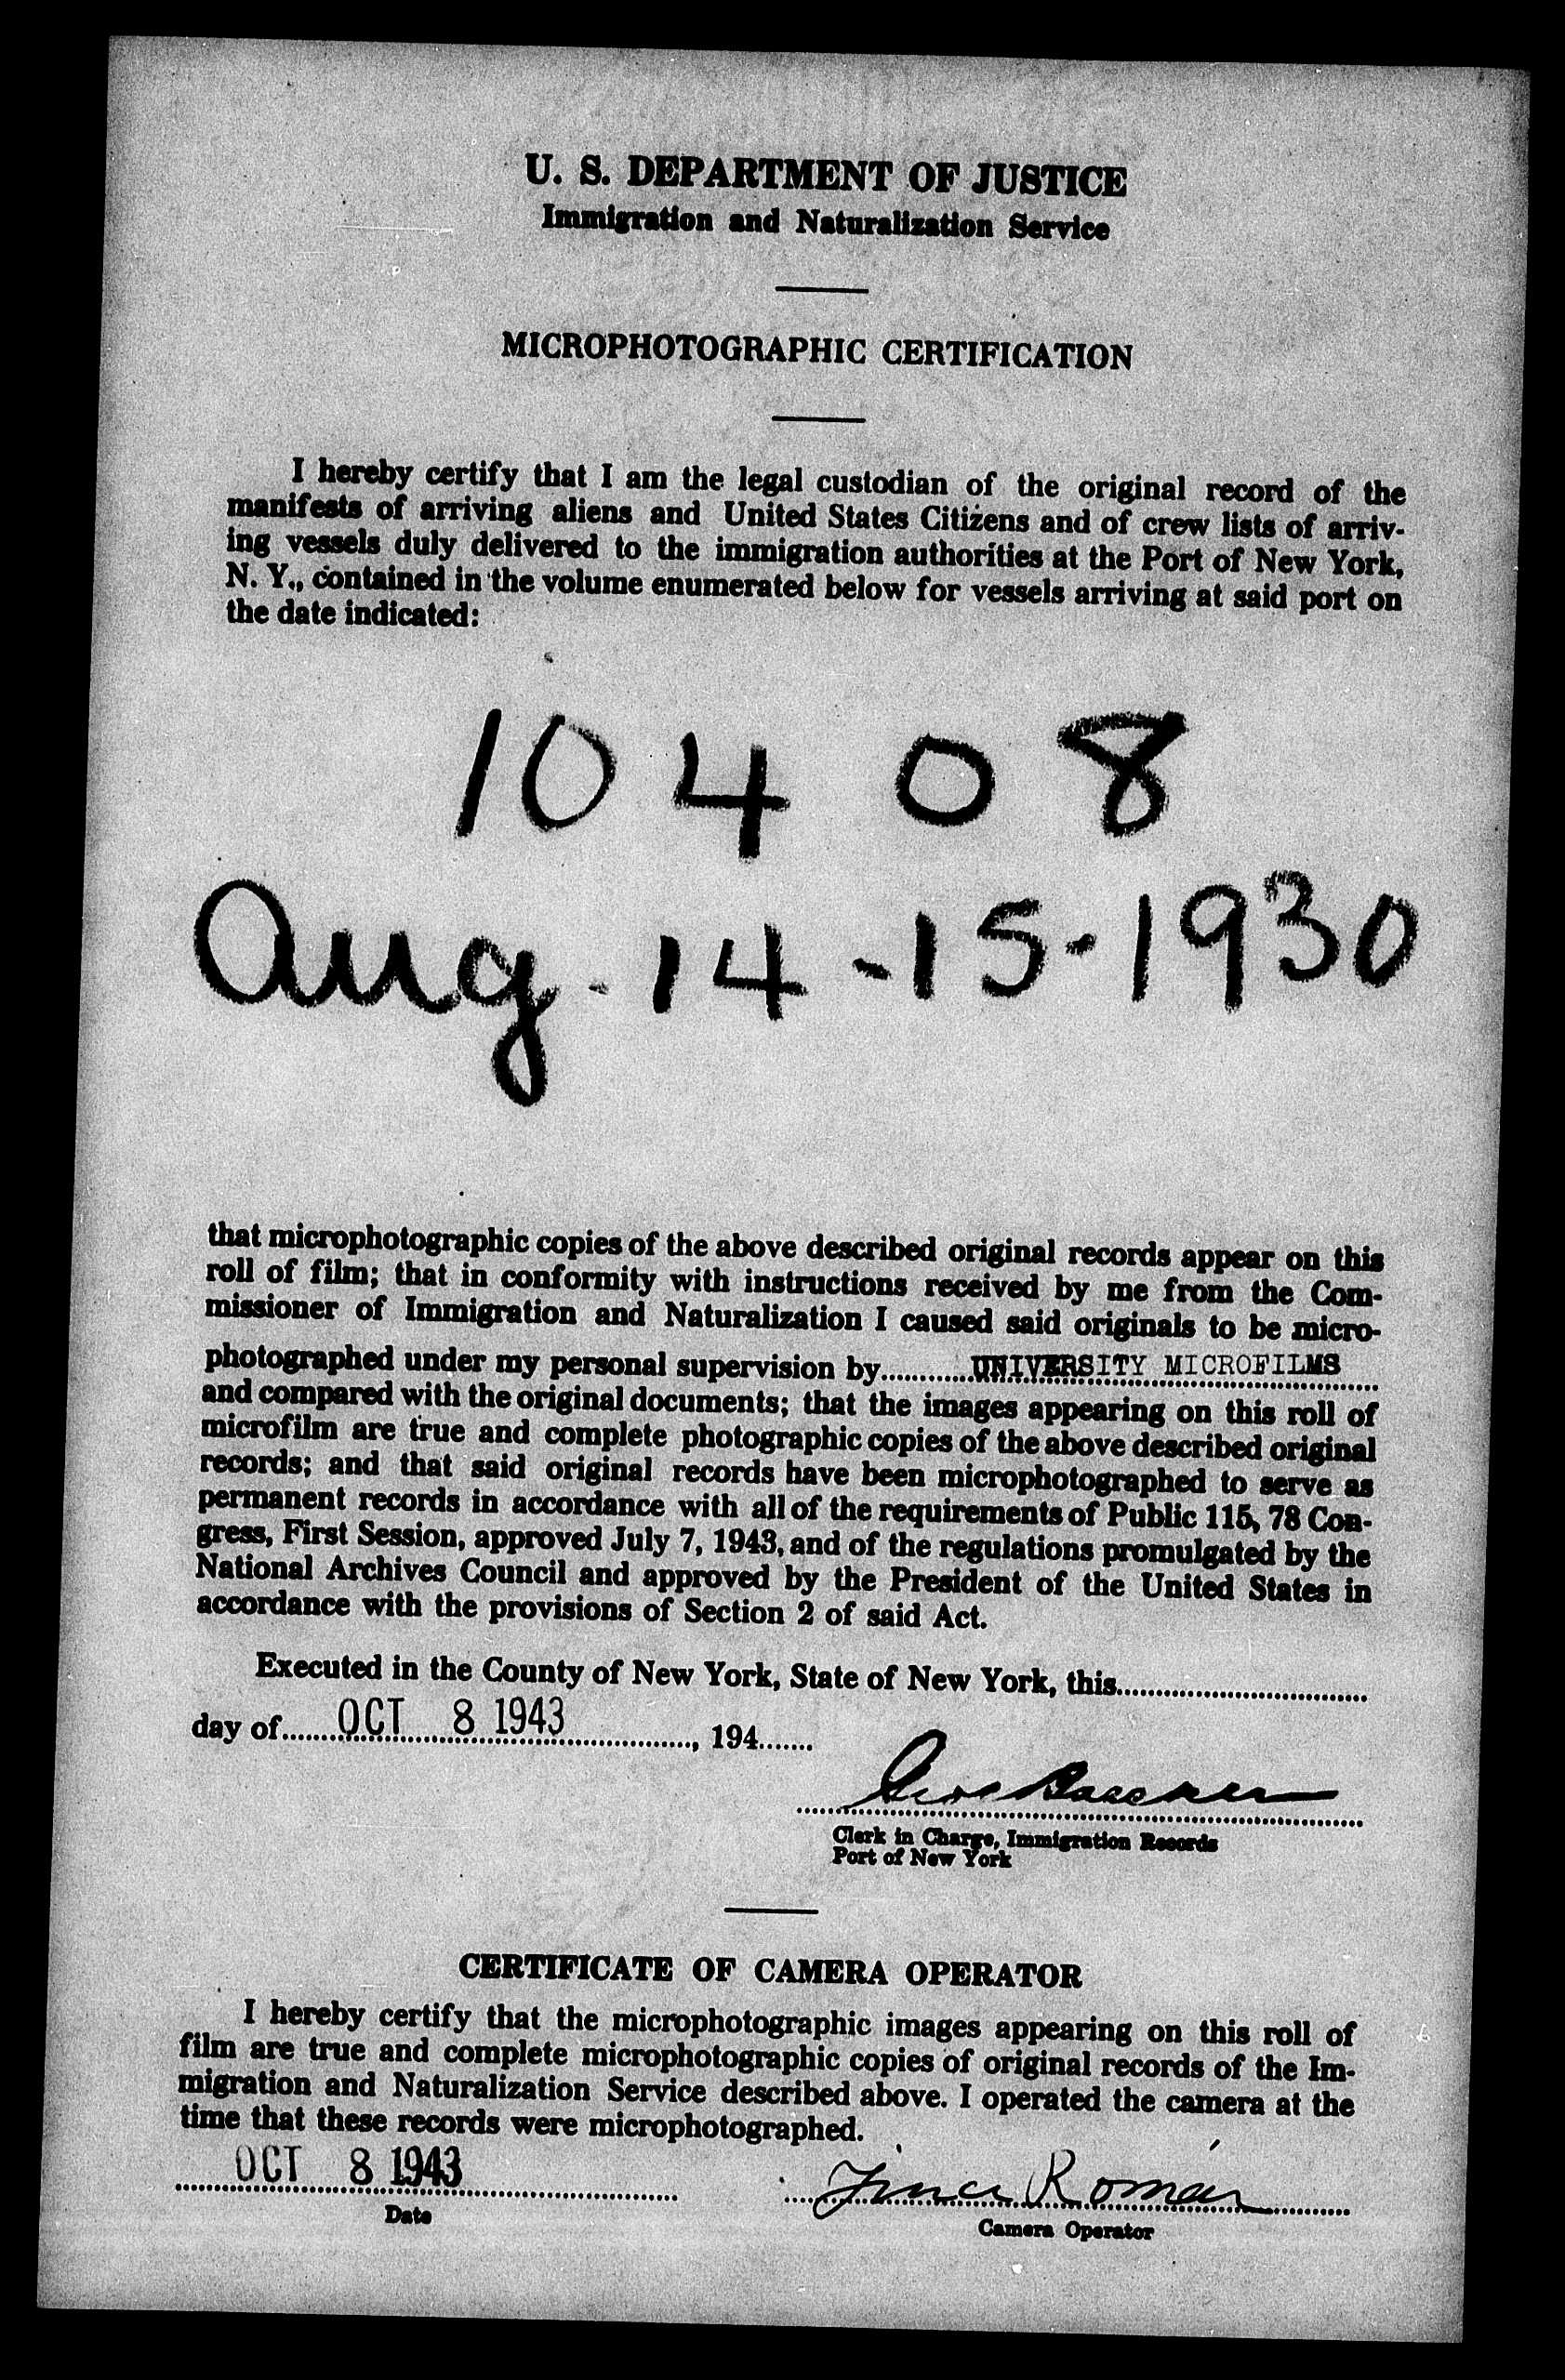 U. S. DEPARTMENT OF JUSTICE
Immigration and Naturalization Service
MICROPHOTOGRAPHIC CERTIFICATION
I hereby certify that I am the legal custodian of the original record of the
manifests of arriving aliens and United States Citizens and of crew lists of arriv-
ing vessels duly delivered to the immigration authorities at the Port of New York,
N. Y., contained in the volume enumerated below for vessels arriving at said port on
the date indicated:
10408
Aug. 14-15-1930
that microphotographic copies of the above described original records appear on this
roll of film; that in conformity with instructions received by me from the Com-
missioner of Immigration and Naturalization I caused said originals to be micro-
photographed under my personal supervision by............UNIVERSITY MICROFILMS
and compared with the original documents; that the images appearing on this roll of
microfilm are true and complete photographic copies of the above described original
records; and that said original records have been microphotographed to serve as
permanent records in accordance with all of the requirements of Public 115, 78 Con-
gress, First Session, approved July 7, 1943, and of the regulations promulgated by the
National Archives Council and approved by the President of the United States in
accordance with the provisions of Section 2 of said Act.
Executed in the County of New York, State of New York, this................................
day of......OCT 8 1943................, 194.......
Clerk in Charge, Immigration Records
Port of New York
CERTIFICATE OF CAMERA OPERATOR
I hereby certify that the microphotographic images appearing on this roll of
film are true and complete microphotographic copies of original records of the Im-
migration and Naturalization Service described above. I operated the camera at the
time that these records were microphotographed.
OCT 8 1943 Roman
Date Camera Operator